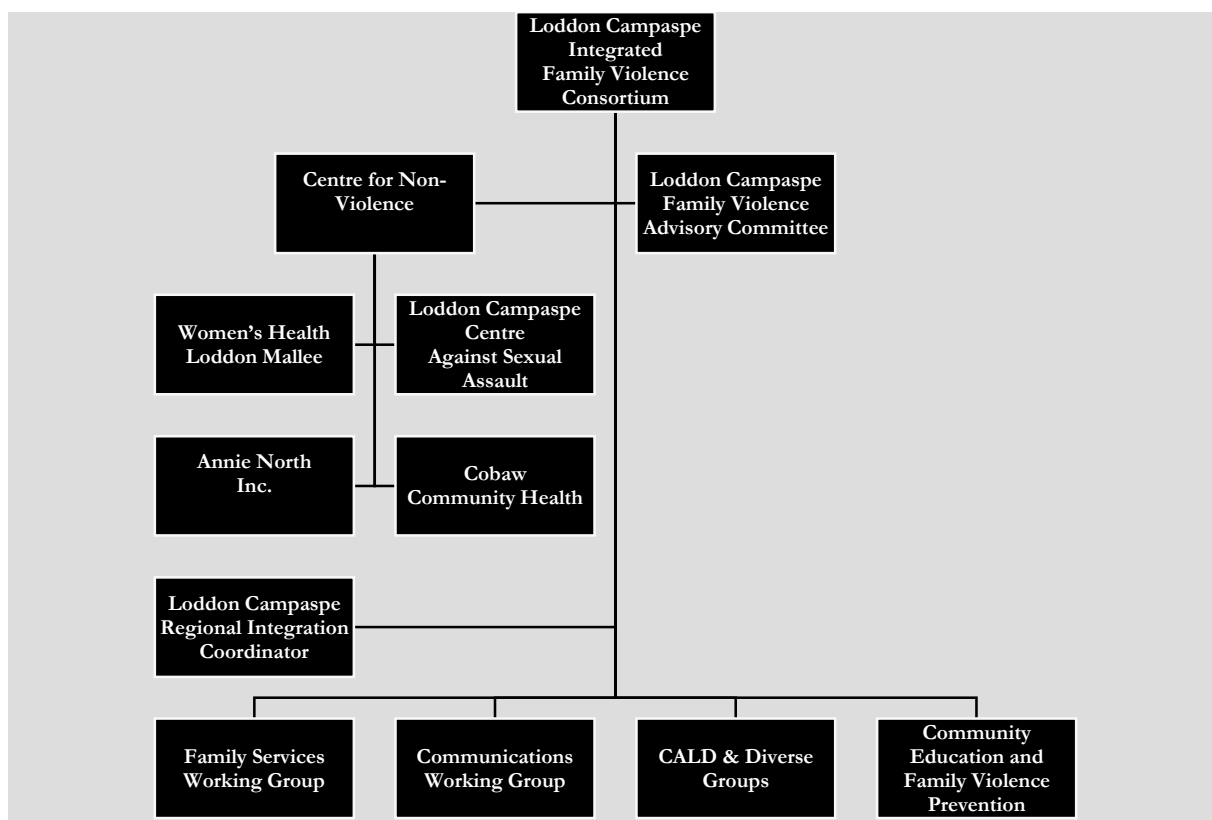 Loddon Campaspe
Integrated
Family Violence
Consortium
Centre for Non-
Violence
Loddon Campaspe
Family Violence
Advisory Committee
Women's Health
Loddon Mallee
Loddon Campaspe
Centre
Against Sexual
Assault
Annie North
Inc.
Cobaw
Community Health
Loddon Campaspe
Regional Integration
Coordinator
Family Services
Working Group
Communications
Working Group
CALD & Diverse
Groups
Community
Education and
Family Violence
Prevention